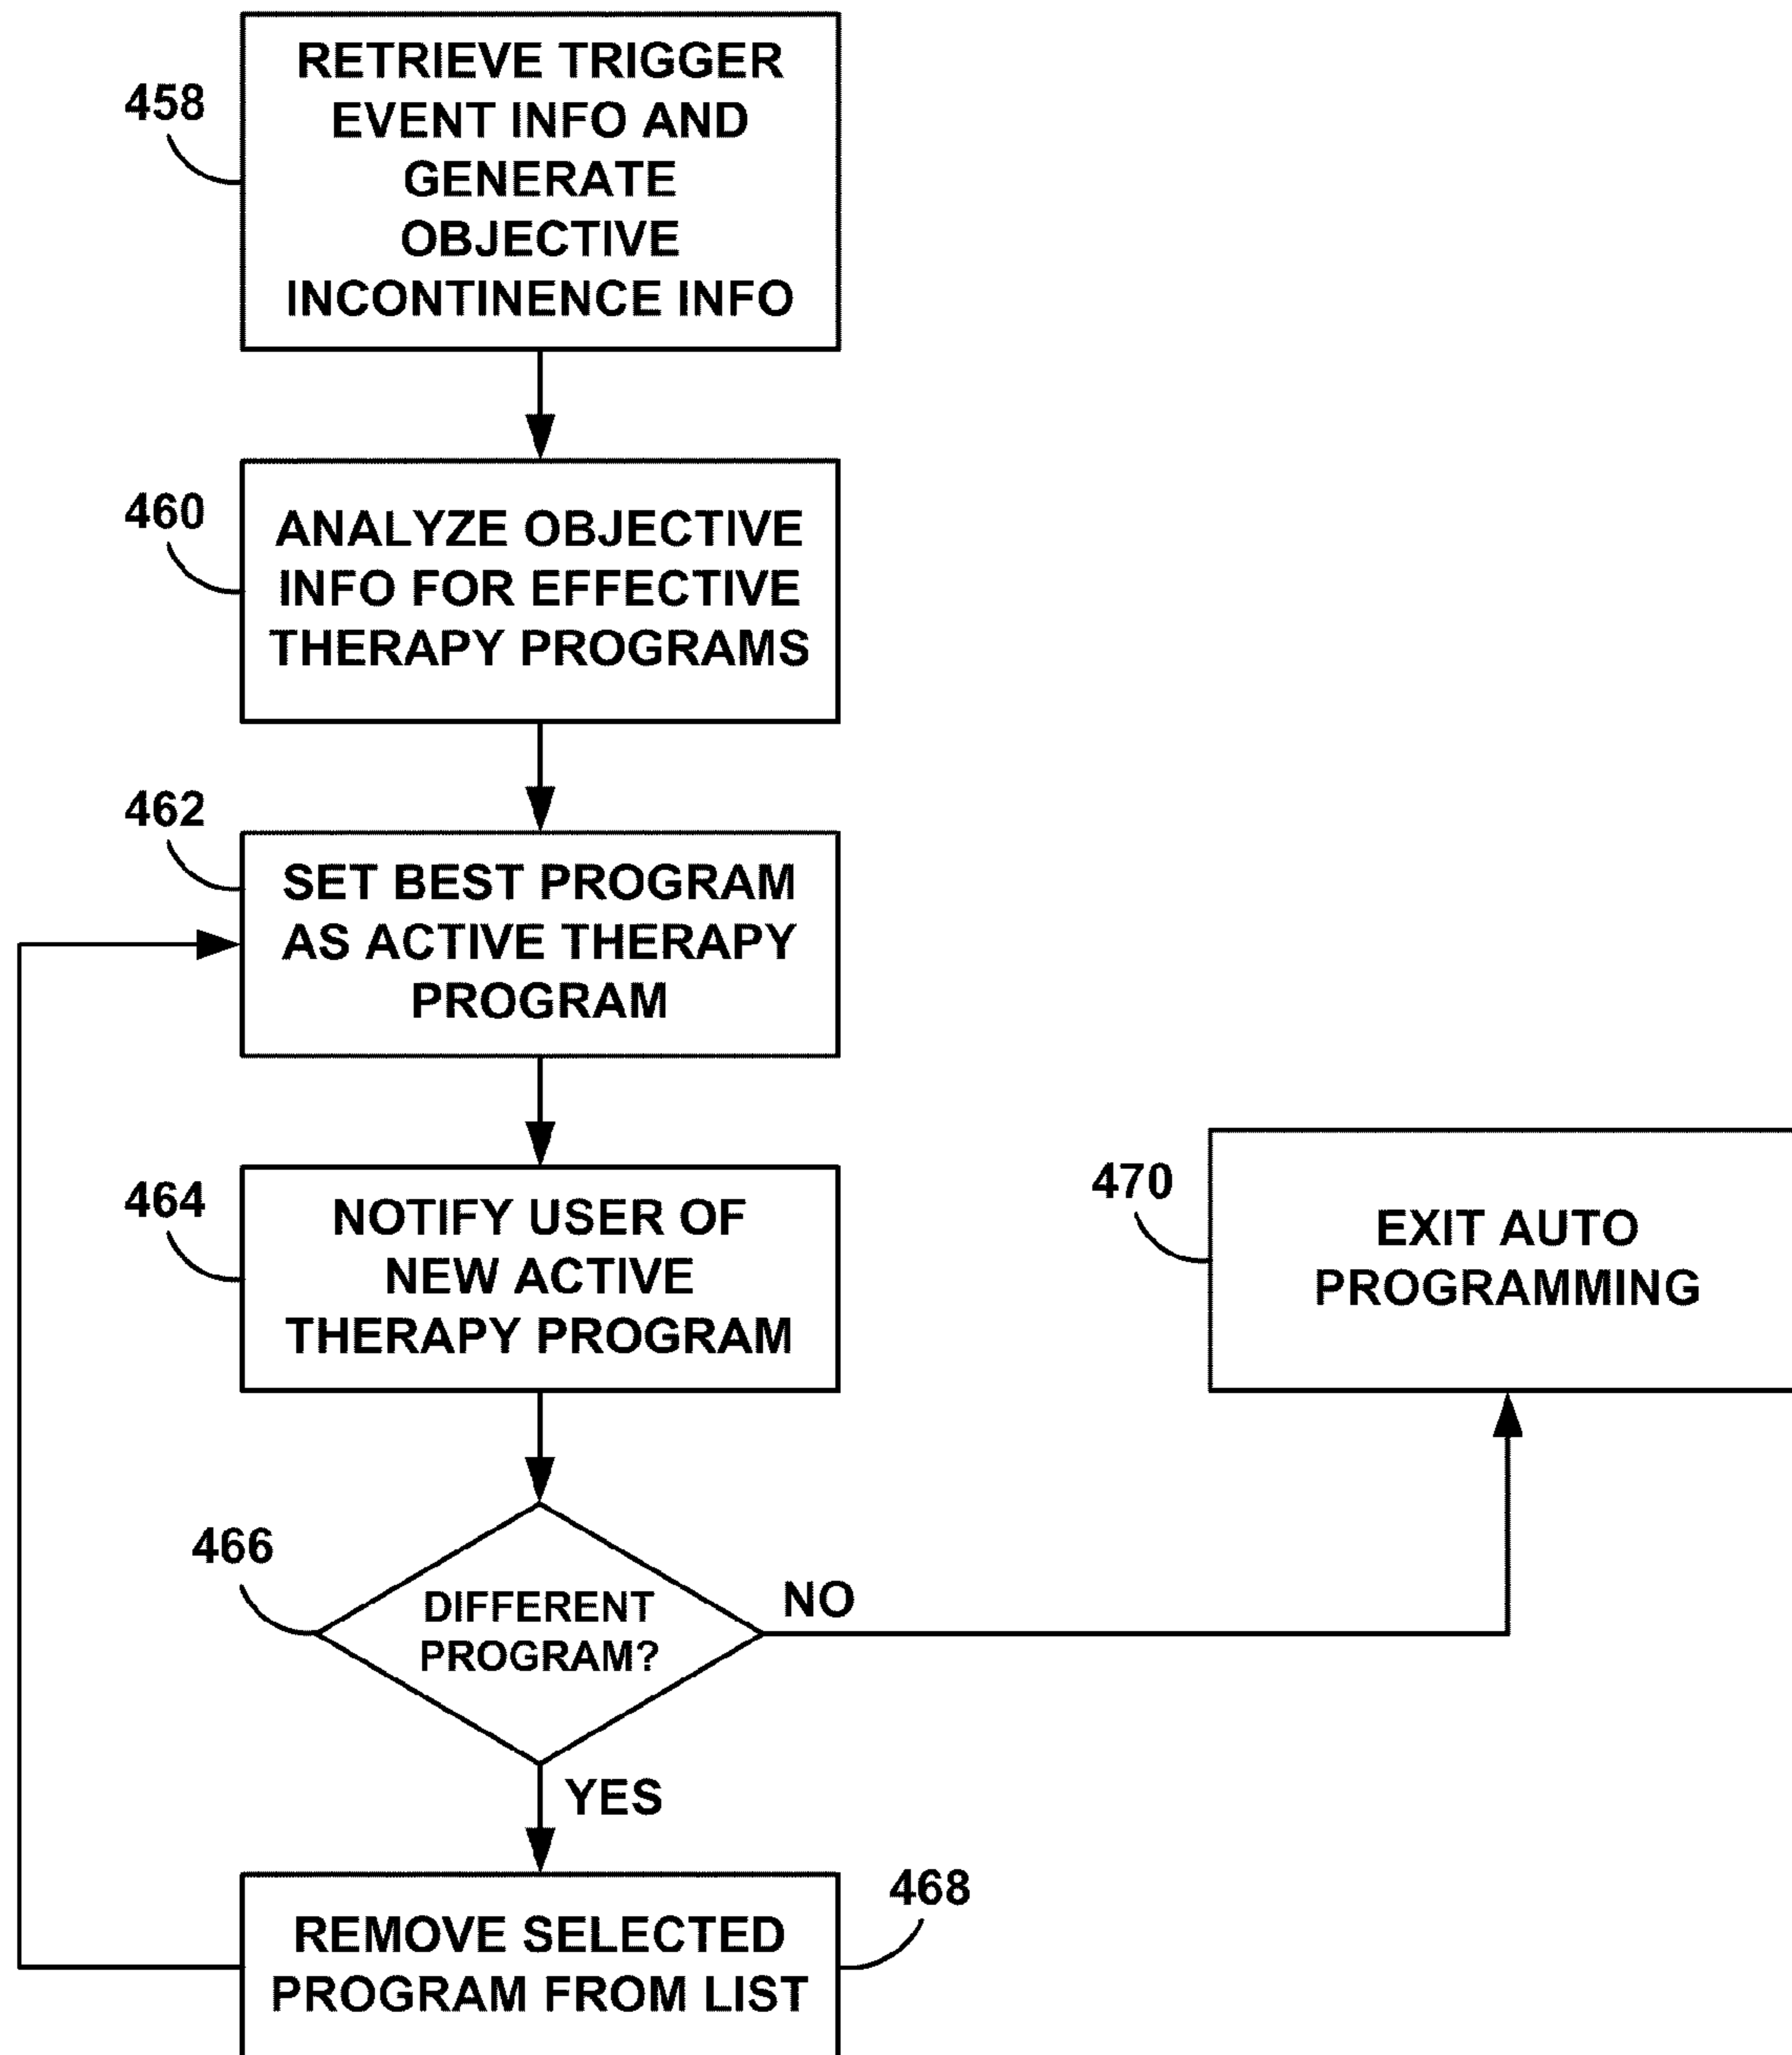 458
RETRIEVE TRIGGER
EVENT INFO AND
GENERATE
OBJECTIVE
INCONTINENCE INFO
460
ANALYZE OBJECTIVE
INFO FOR EFFECTIVE
THERAPY PROGRAMS
462
SET BEST PROGRAM
AS ACTIVE THERAPY
PROGRAM
464
NOTIFY USER OF
NEW ACTIVE
THERAPY PROGRAM
470
EXIT AUTO
PROGRAMMING
466
DIFFERENT
PROGRAM?
NO
YES
468
REMOVE SELECTED
PROGRAM FROM LIST